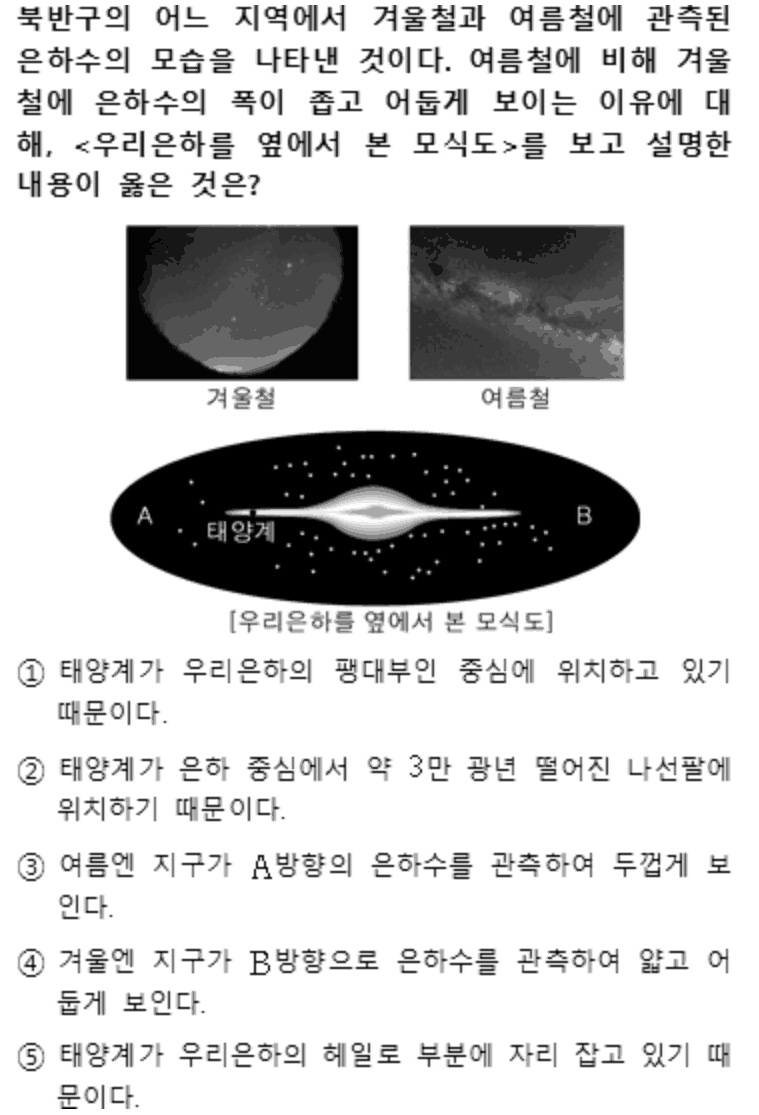 북반구의 어느 지역에서 겨울철과 여름철에 관측된
은하수의 모습을 나타낸 것이다. 여름철에 비해 겨울
철에 은하수의 폭이 좁고 어둡게 보이는 이유에 대
해, <우리은하를 옆에서 본 모식도>를 보고 설명한
내용이 옳은 것은?
겨울철
여름철
A
태양계
B
[우리은하를 옆에서 본 모식도]
① 태양계가 우리은하의 팽대부인 중심에 위치하고 있기
때문이다.
② 태양계가 은하 중심에서 약 3만 광년 떨어진 나선팔에
위치하기 때문이다.
③ 여름엔 지구가 A방향의 은하수를 관측하여 두껍게 보
인다.
④ 겨울엔 지구가 B방향으로 은하수를 관측하여 얇고 어
둡게 보인다.
⑤ 태양계가 우리은하의 헤일로 부분에 자리 잡고 있기 때
문이다.